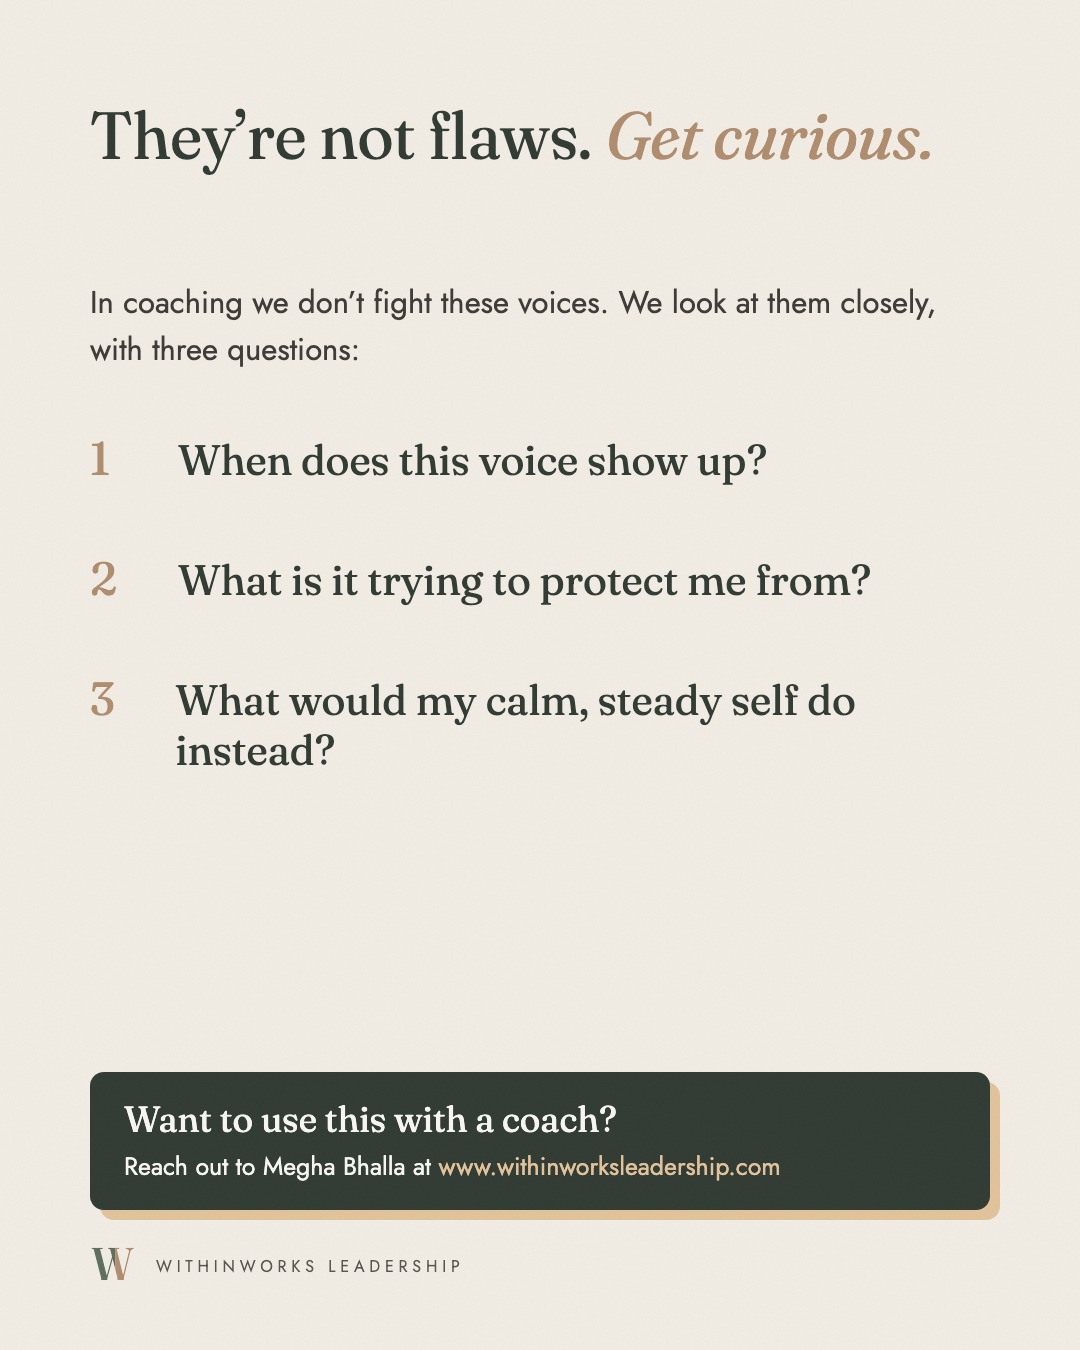 They’re not flaws. Get curious.
In coaching we don’t fight these voices. We look at them closely,
with three questions:
1 When does this voice show up?
2 What is it trying to protect me from?
3 What would my calm, steady self do
instead?
Want to use this with a coach?
Reach out to Megha Bhalla at www.withinworksleadership.com
W WITHINWORKS LEADERSHIP